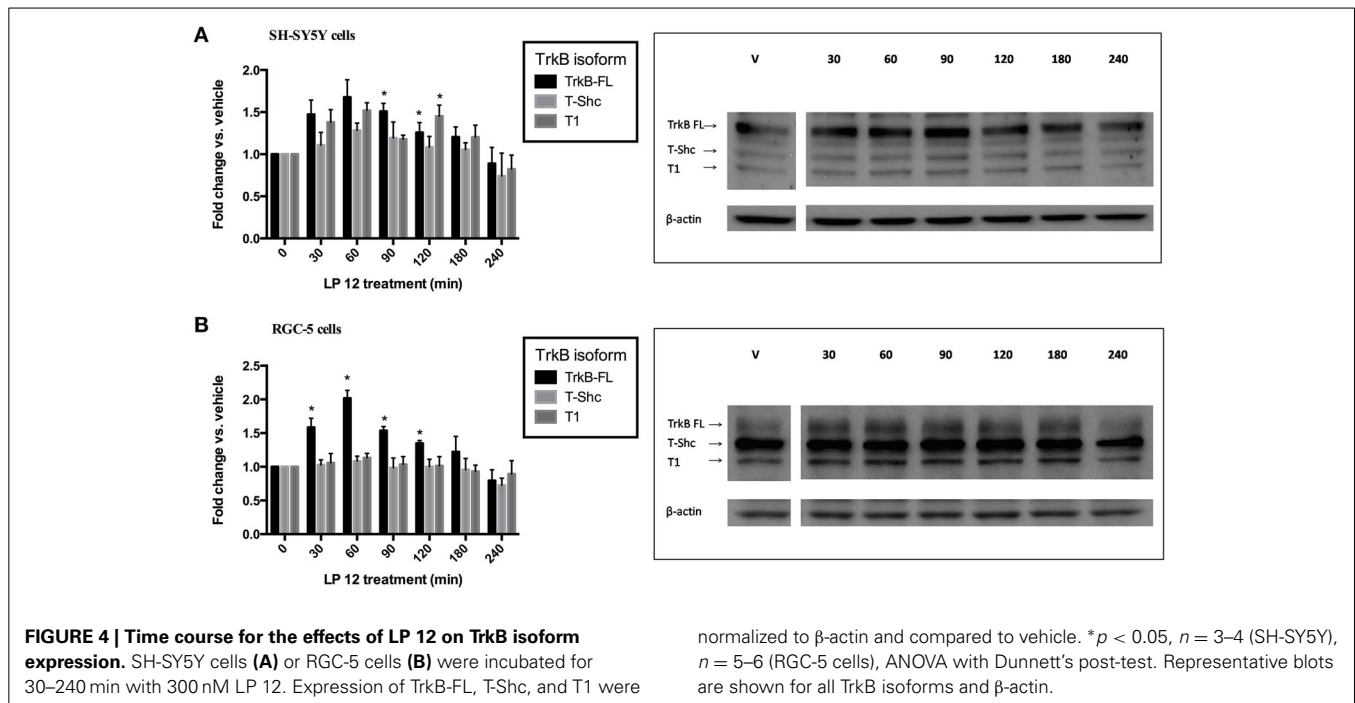 A
SH-SY5Y cells
TrkB isoform
TrkB-FL
T-Shc
T1
Fold change vs. vehicle
2.0
1.5
1.0
0.5
0.0
* * *
0 30 60 90 120 180 240
LP 12 treatment (min)
V 30 60 90 120 180 240
TrkB FL→
T-Shc →
T1 →
β-actin
B
RGC-5 cells
TrkB isoform
TrkB-FL
T-Shc
T1
Fold change vs. vehicle
2.5
2.0
1.5
1.0
0.5
0.0
* * * *
0 30 60 90 120 180 240
LP 12 treatment (min)
V 30 60 90 120 180 240
TrkB FL→
T-Shc →
T1 →
β-actin
FIGURE 4 | Time course for the effects of LP 12 on TrkB isoform
expression. SH-SY5Y cells (A) or RGC-5 cells (B) were incubated for
30–240 min with 300 nM LP 12. Expression of TrkB-FL, T-Shc, and T1 were
normalized to β-actin and compared to vehicle. *p < 0.05, n = 3–4 (SH-SY5Y),
n = 5–6 (RGC-5 cells), ANOVA with Dunnett's post-test. Representative blots
are shown for all TrkB isoforms and β-actin.